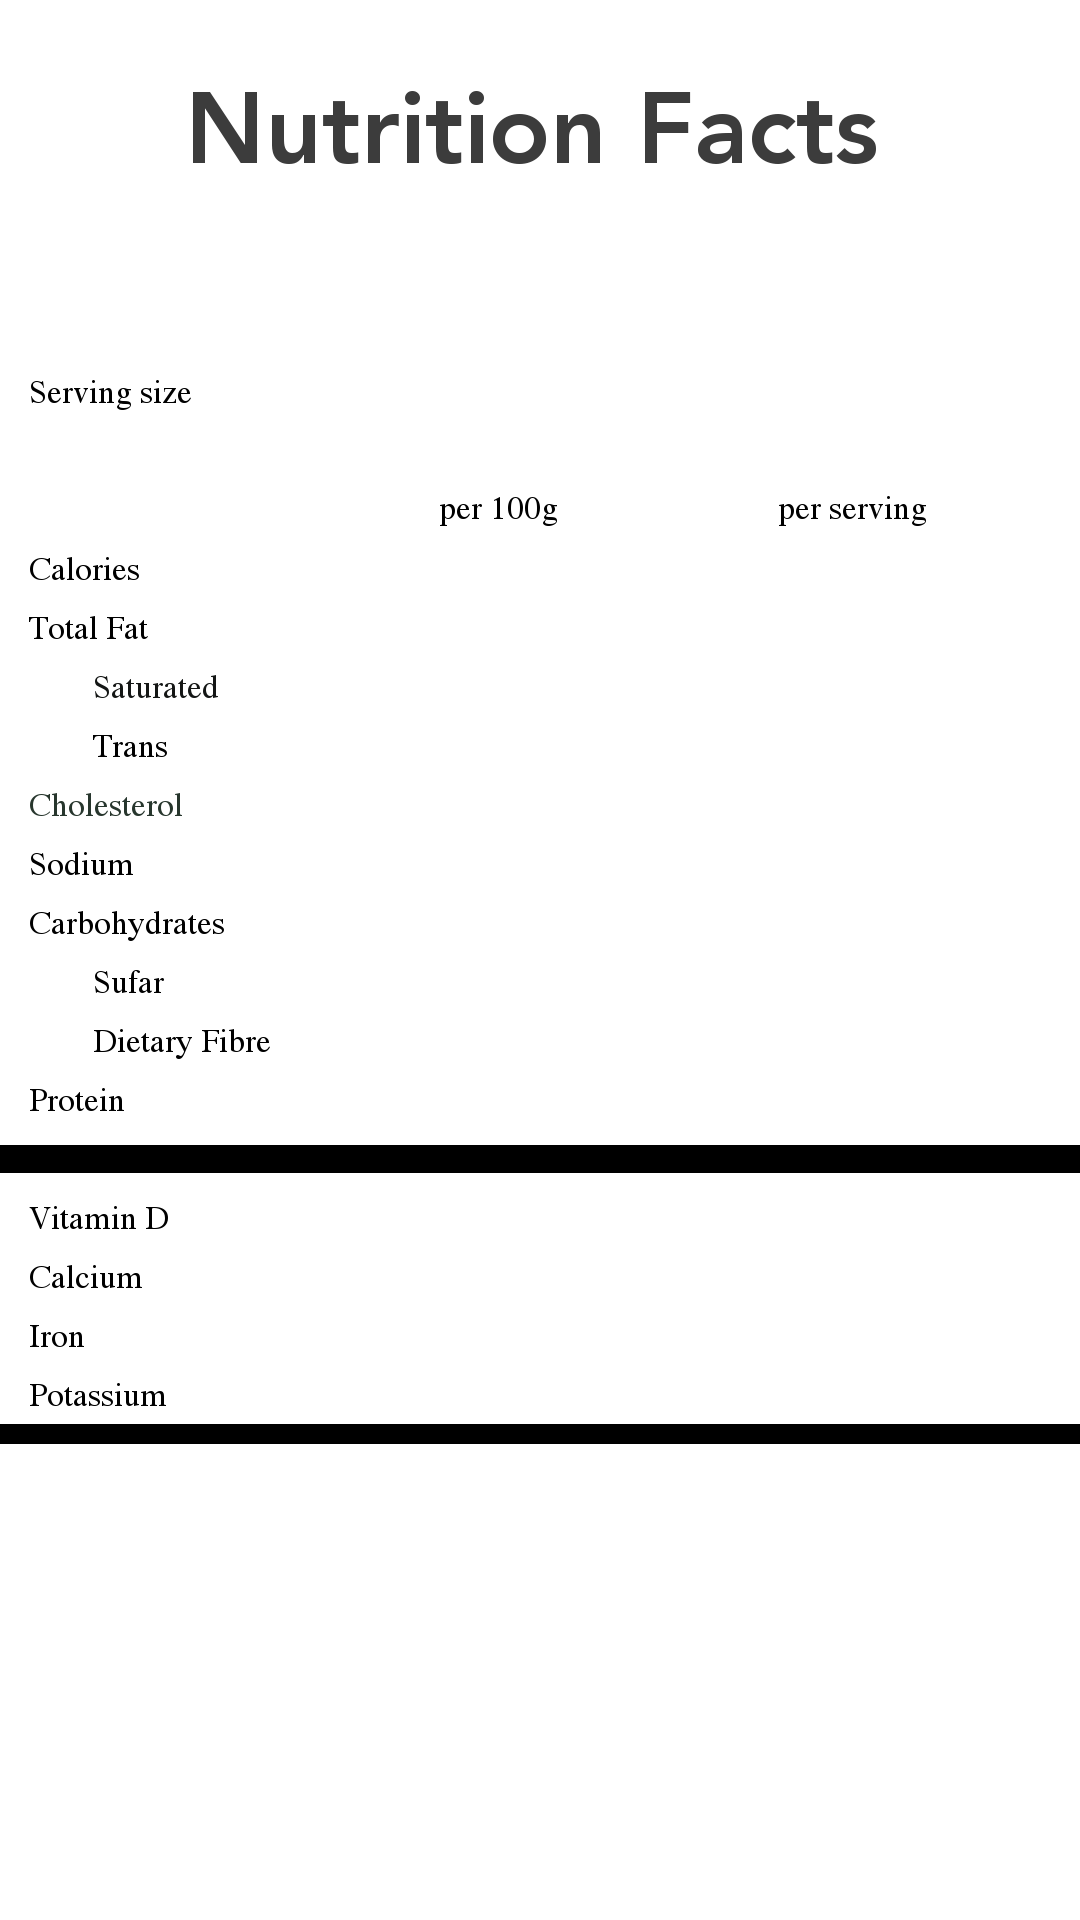 Nutrition Facts
Serving size
per 100g per serving
Calories
Total Fat
Saturated
Trans
Cholesterol
Sodium
Carbohydrates
Sufar
Dietary Fibre
Protein
Vitamin D
Calcium
Iron
Potassium